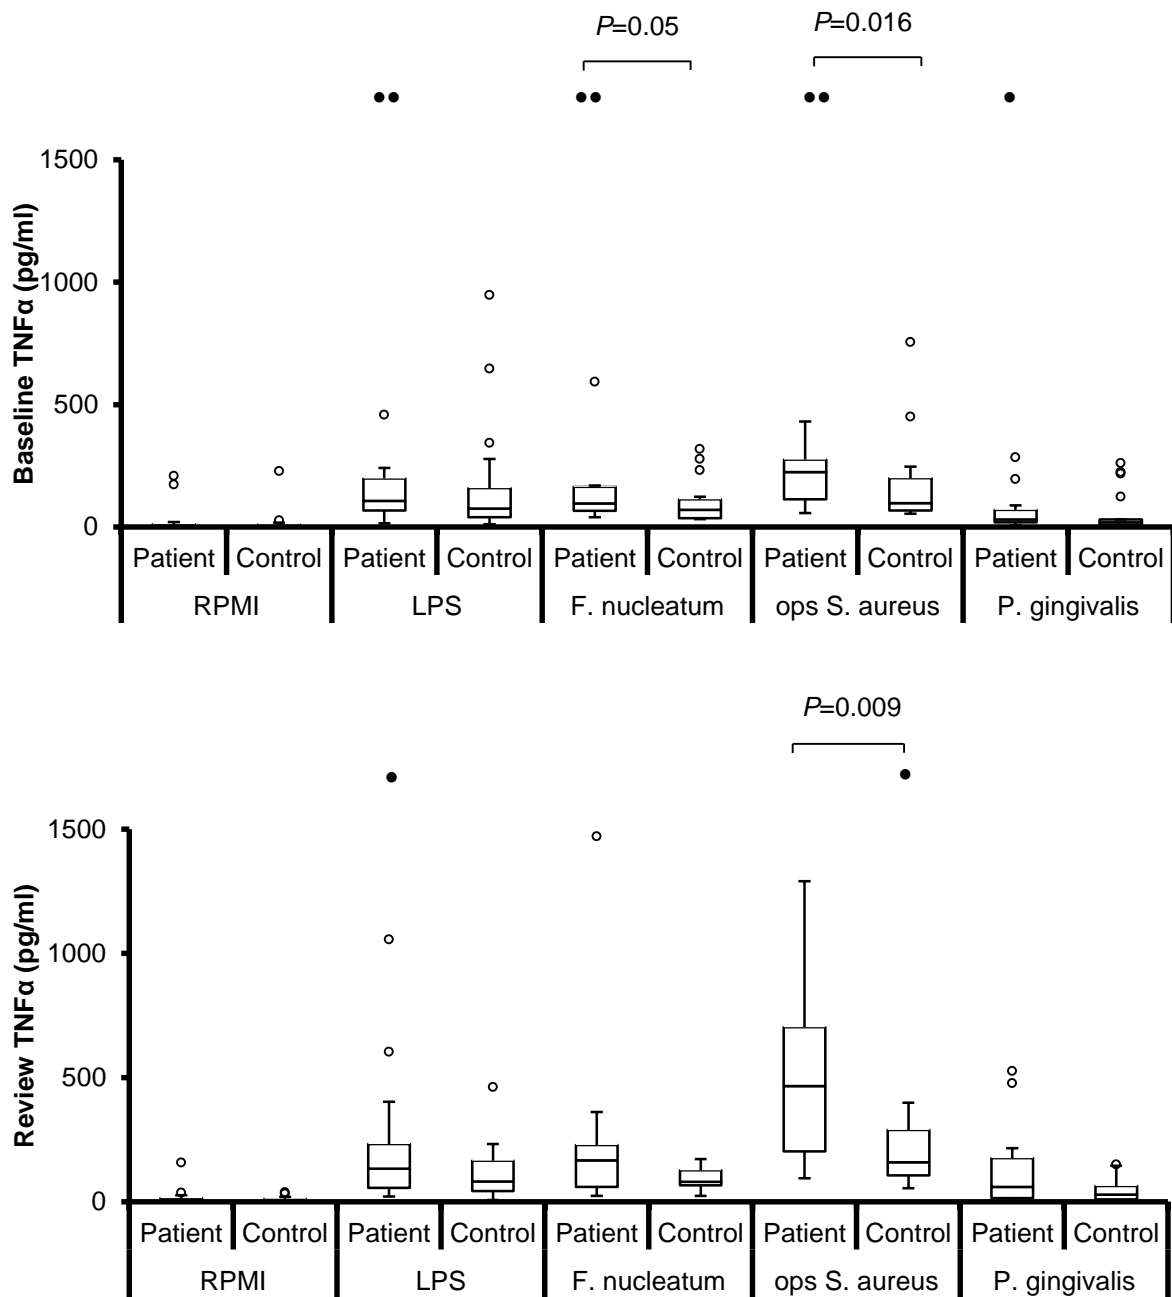 P=0.05
P=0.016
1500
1000
500
0
Baseline TNFα (pg/ml)
Patient Control Patient Control Patient Control Patient Control Patient Control
RPMI LPS F. nucleatum ops S. aureus P. gingivalis
P=0.009
1500
1000
500
0
Review TNFα (pg/ml)
Patient Control Patient Control Patient Control Patient Control Patient Control
RPMI LPS F. nucleatum ops S. aureus P. gingivalis